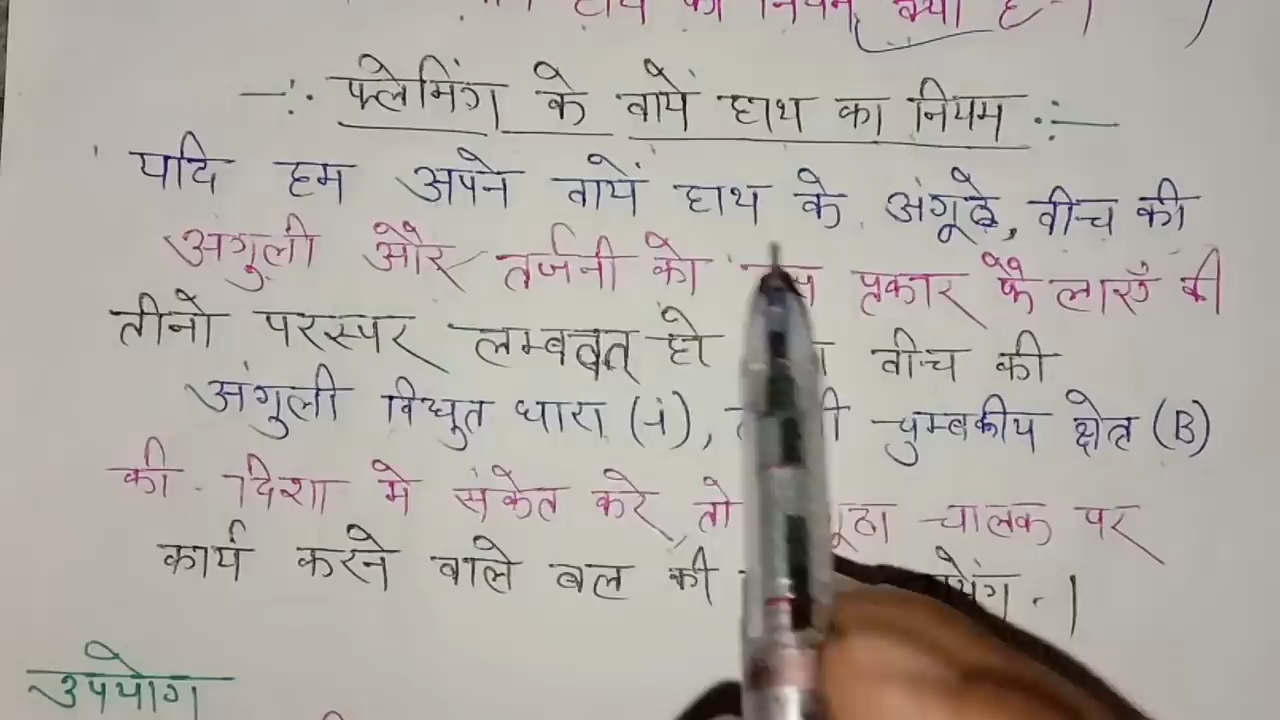 हाथ का नियम क्या है - । )
-:· फ्लेमिंग के बायें हाथ का नियम ·:-
यदि हम अपने बायें हाथ के अंगूठे, बीच की
अंगुली और तर्जनी को प्रकार फैलाएँ की
तीनो परस्पर लम्बवत् हो बीच की
अंगुली विधुत धारा (i), चुम्बकीय क्षेत्र (B)
की दिशा मे संकेत करे, तो चालक पर
कार्य करने वाले बल की
उपयोग